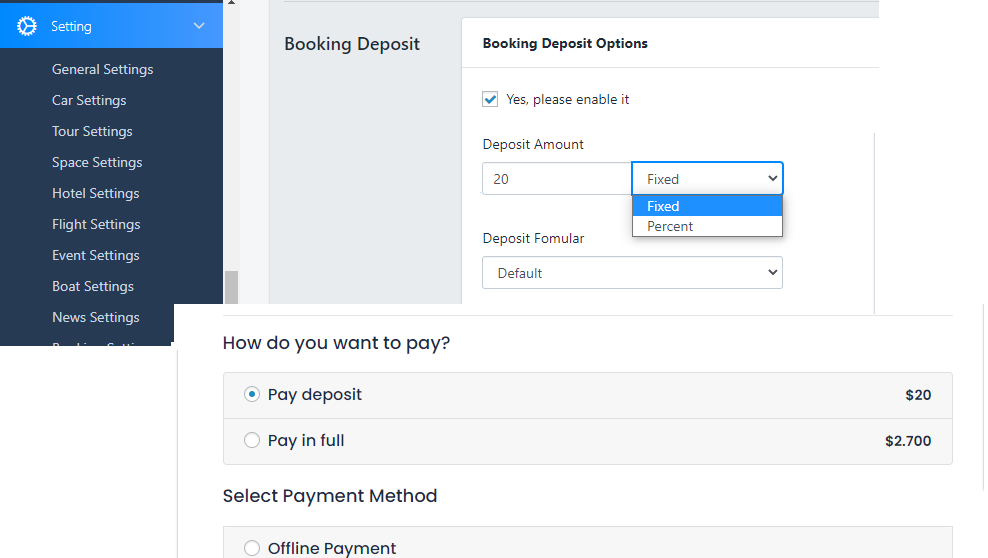 Setting
General Settings
Car Settings
Tour Settings
Space Settings
Hotel Settings
Flight Settings
Event Settings
Boat Settings
News Settings
Booking Deposit
Booking Deposit Options
Yes, please enable it
Deposit Amount
20
Fixed
Fixed
Percent
Deposit Fomular
Default
How do you want to pay?
Pay deposit $20
Pay in full $2.700
Select Payment Method
Offline Payment